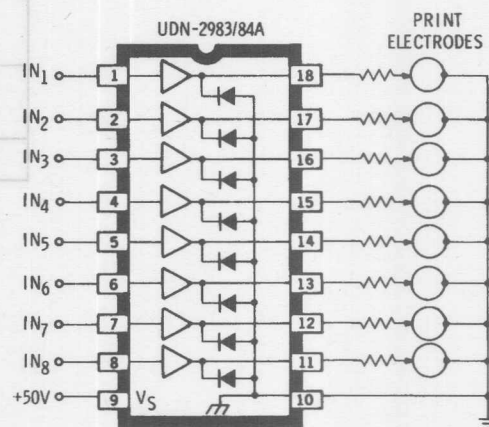 UDN-2983/84A
PRINT
ELECTRODES
IN1 1 18
IN2 2 17
IN3 3 16
IN4 4 15
IN5 5 14
IN6 6 13
IN7 7 12
IN8 8 11
+50V 9 VS 10